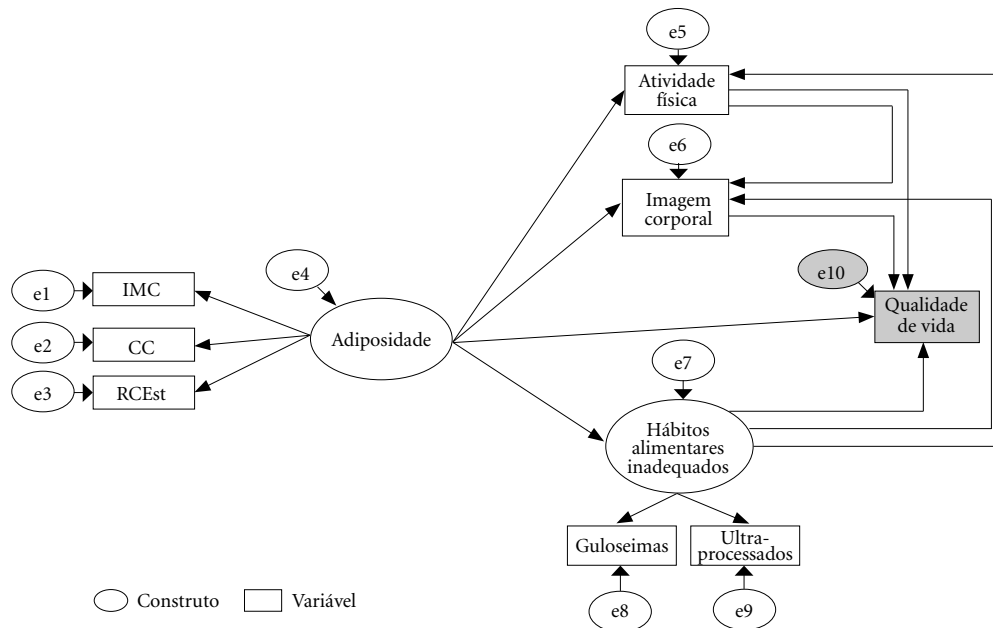 e5
Atividade
física
e6
Imagem
corporal
e4
e10
e1
IMC
Qualidade
de vida
e2
CC
Adiposidade
e3
RCEst
e7
Hábitos
alimentares
inadequados
Guloseimas
Ultra-
processados
Construto
Variável
e8
e9